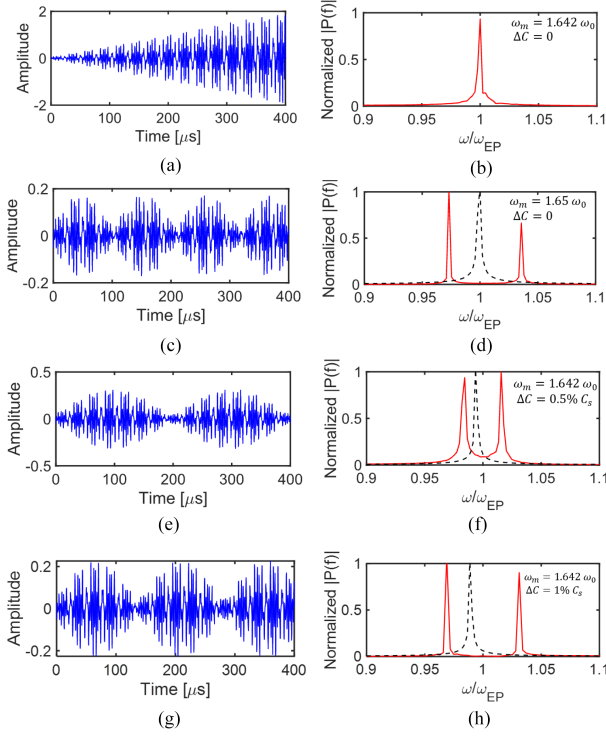 2
0
-2
Amplitude
0 100 200 300 400
Time [μs]
(a)
1
0.5
0
Normalized |P(f)|
ω_m = 1.642 ω_0
ΔC = 0
0.9 0.95 1 1.05 1.1
ω/ω_EP
(b)
0.2
0
-0.2
Amplitude
0 100 200 300 400
Time [μs]
(c)
1
0.5
0
Normalized |P(f)|
ω_m = 1.65 ω_0
ΔC = 0
0.9 0.95 1 1.05 1.1
ω/ω_EP
(d)
0.5
0
-0.5
Amplitude
0 100 200 300 400
Time [μs]
(e)
1
0.5
0
Normalized |P(f)|
ω_m = 1.642 ω_0
ΔC = 0.5% C_s
0.9 0.95 1 1.05 1.1
ω/ω_EP
(f)
0.2
0
-0.2
Amplitude
0 100 200 300 400
Time [μs]
(g)
1
0.5
0
Normalized |P(f)|
ω_m = 1.642 ω_0
ΔC = 1% C_s
0.9 0.95 1 1.05 1.1
ω/ω_EP
(h)